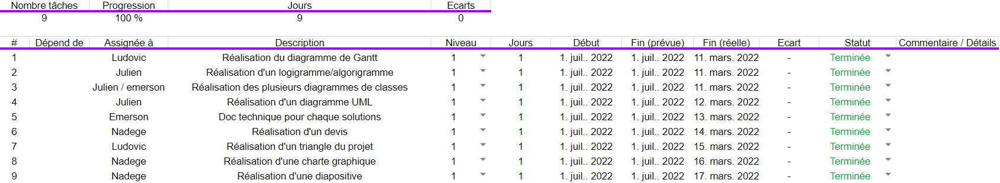 Nombre tâches Progression Jours Ecarts
9 100 % 9 0
# Dépend de Assignée à Description Niveau Jours Début Fin (prévue) Fin (réelle) Ecart Statut Commentaire / Détails
1 Ludovic Réalisation du diagramme de Gantt 1 1 1. juil.. 2022 1. juil.. 2022 11. mars. 2022 - Terminée
2 Julien Réalisation d'un logigramme/algorigramme 1 1 1. juil.. 2022 1. juil.. 2022 11. mars. 2022 - Terminée
3 Julien / emerson Réalisation des plusieurs diagrammes de classes 1 1 1. juil.. 2022 1. juil.. 2022 11. mars. 2022 - Terminée
4 Julien Réalisation d'un diagramme UML 1 1 1. juil.. 2022 1. juil.. 2022 12. mars. 2022 - Terminée
5 Emerson Doc technique pour chaque solutions 1 1 1. juil.. 2022 1. juil.. 2022 13. mars. 2022 - Terminée
6 Nadege Réalisation d'un devis 1 1 1. juil.. 2022 1. juil.. 2022 14. mars. 2022 - Terminée
7 Ludovic Réalisation d'un triangle du projet 1 1 1. juil.. 2022 1. juil.. 2022 15. mars. 2022 - Terminée
8 Nadege Réalisation d'une charte graphique 1 1 1. juil.. 2022 1. juil.. 2022 16. mars. 2022 - Terminée
9 Nadege Réalisation d'une diapositive 1 1 1. juil.. 2022 1. juil.. 2022 17. mars. 2022 - Terminée